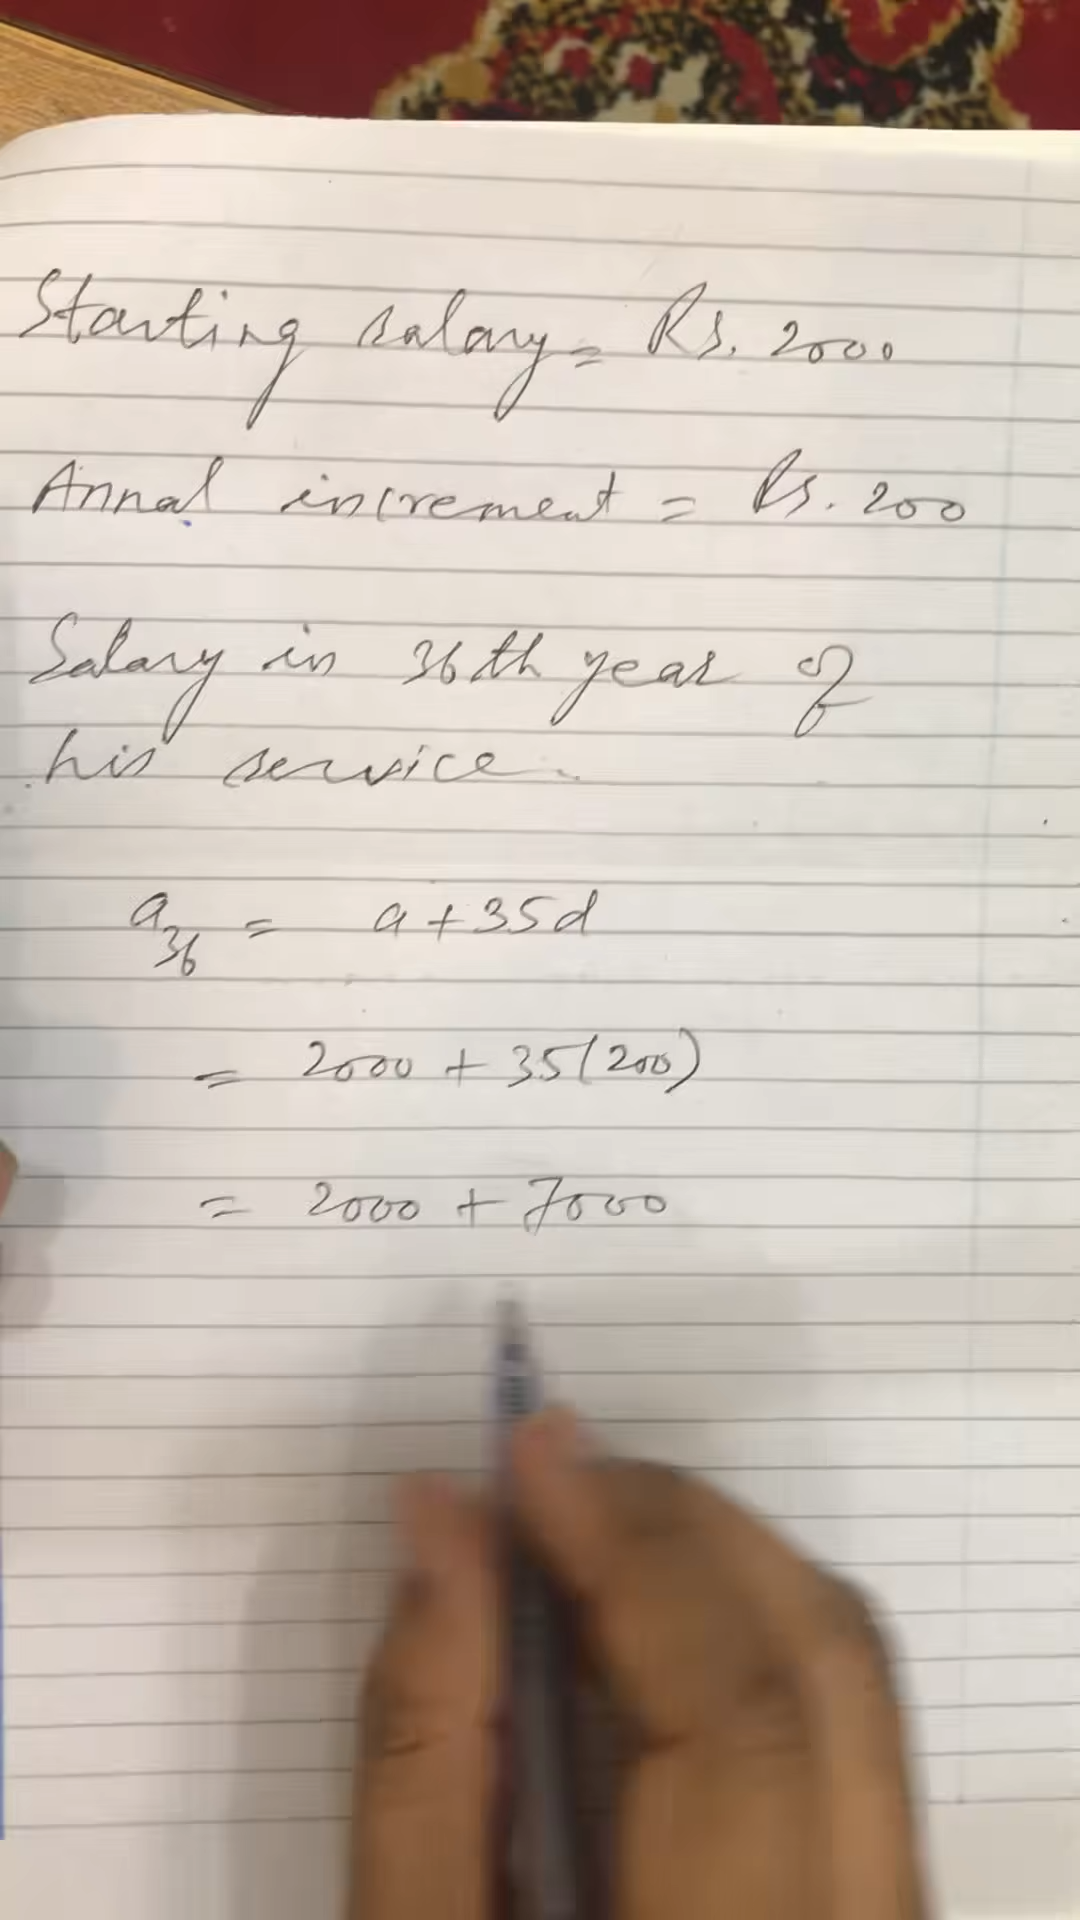 Starting salary = Rs. 2000
Annal increment = Rs. 200
Salary in 36th year of
his service.
a36 = a + 35d
= 2000 + 35(200)
= 2000 + 7000